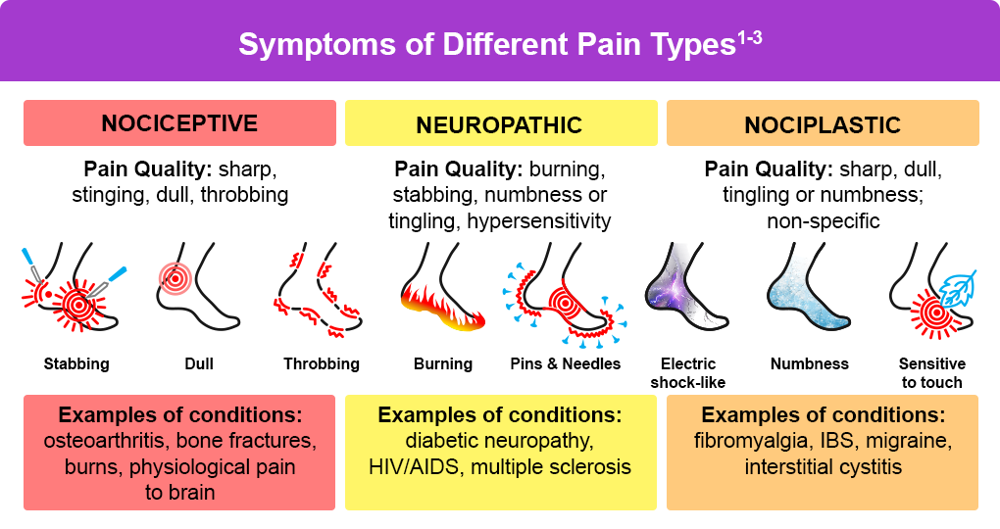 Symptoms of Different Pain Types1-3
NOCICEPTIVE
Pain Quality: sharp,
stinging, dull, throbbing
NEUROPATHIC
Pain Quality: burning,
stabbing, numbness or
tingling, hypersensitivity
NOCIPLASTIC
Pain Quality: sharp, dull,
tingling or numbness;
non-specific
Stabbing
Dull
Throbbing
Burning
Pins & Needles
Electric
shock-like
Numbness
Sensitive
to touch
Examples of conditions:
osteoarthritis, bone fractures,
burns, physiological pain
to brain
Examples of conditions:
diabetic neuropathy,
HIV/AIDS, multiple sclerosis
Examples of conditions:
fibromyalgia, IBS, migraine,
interstitial cystitis